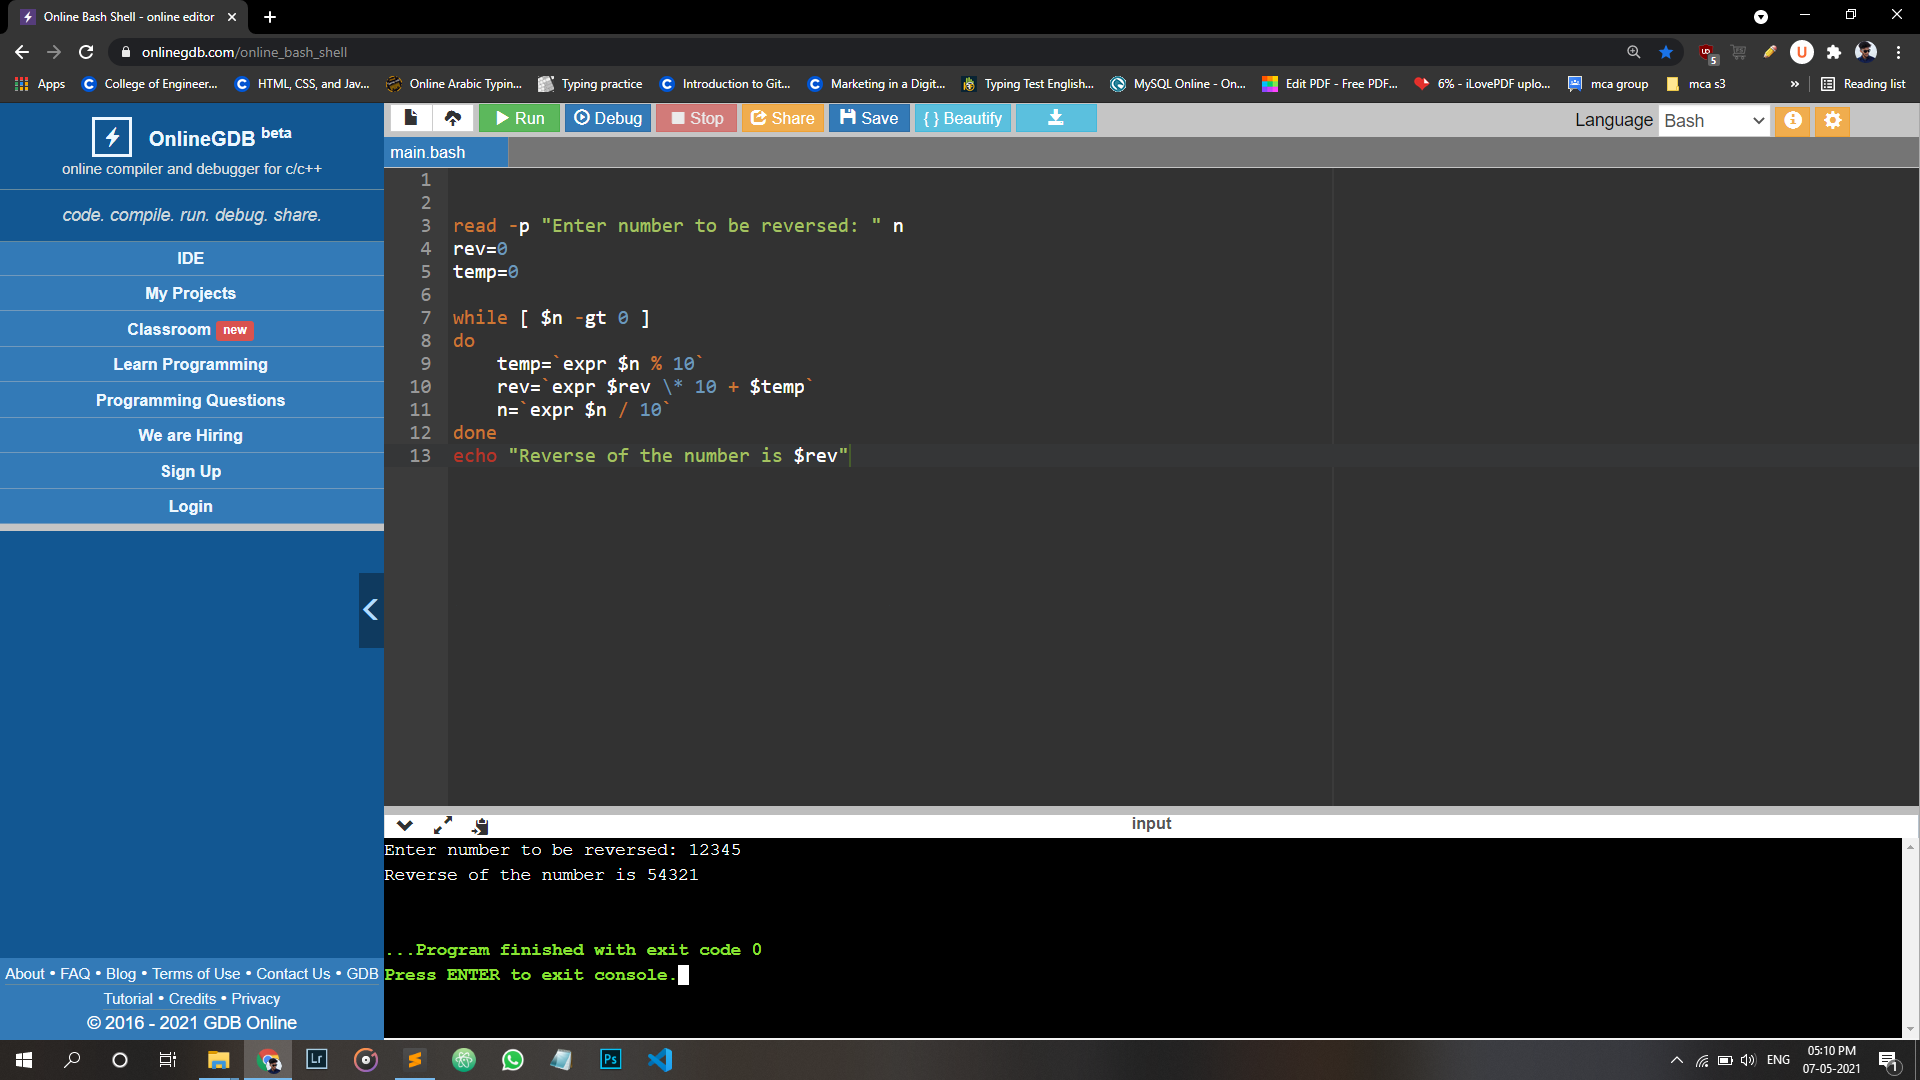 Online Bash Shell - online editor
onlinegdb.com/online_bash_shell
Apps
College of Engineer...
HTML, CSS, and Jav...
Online Arabic Typin...
Typing practice
Introduction to Git...
Marketing in a Digit...
Typing Test English...
MySQL Online - On...
Edit PDF - Free PDF...
6% - iLovePDF uplo...
mca group
mca s3
»
Reading list
OnlineGDB beta
online compiler and debugger for c/c++
code. compile. run. debug. share.
IDE
My Projects
Classroom new
Learn Programming
Programming Questions
We are Hiring
Sign Up
Login
About • FAQ • Blog • Terms of Use • Contact Us • GDB
Tutorial • Credits • Privacy
© 2016 - 2021 GDB Online
Run
Debug
Stop
Share
Save
{ } Beautify
Language Bash
main.bash
1
2
3 read -p "Enter number to be reversed: " n
4 rev=0
5 temp=0
6
7 while [ $n -gt 0 ]
8 do
9     temp=`expr $n % 10`
10     rev=`expr $rev \* 10 + $temp`
11     n=`expr $n / 10`
12 done
13 echo "Reverse of the number is $rev"
input
Enter number to be reversed: 12345
Reverse of the number is 54321
...Program finished with exit code 0
Press ENTER to exit console.
Lr
Ps
ENG
05:10 PM
07-05-2021
1
U
5